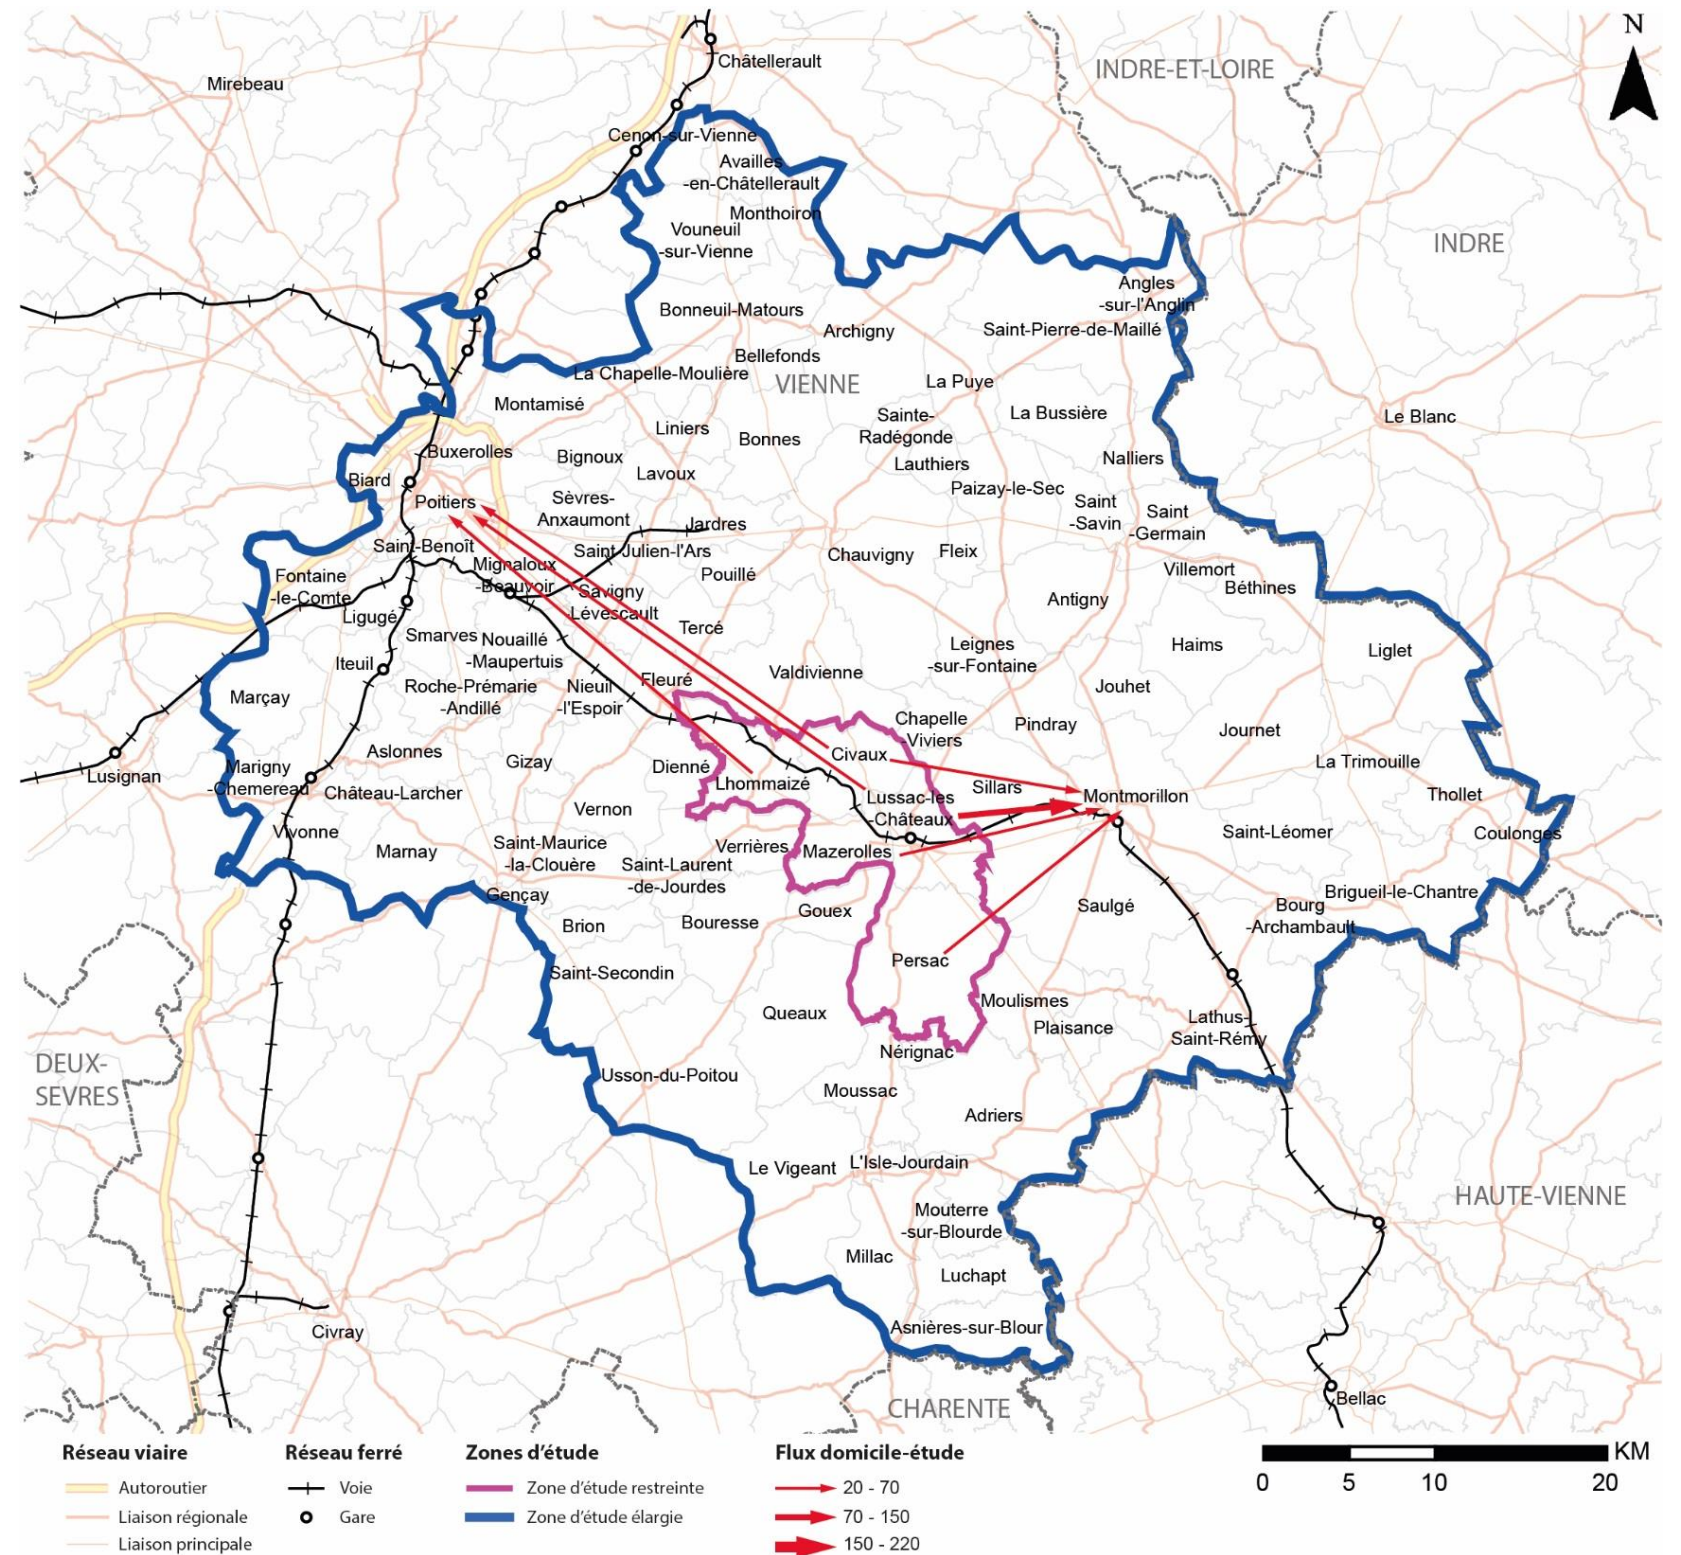 N
Châtellerault
INDRE-ET-LOIRE
Mirebeau
Cenon-sur-Vienne
Availles
-en-Châtellerault
Monthoiron
Vouneuil
-sur-Vienne
INDRE
Angles
-sur-l'Anglin
Bonneuil-Matours
Archigny
Saint-Pierre-de-Maillé
Bellefonds
La Chapelle-Moulière
VIENNE
La Puye
Montamisé
Sainte-
Radégonde
La Bussière
Le Blanc
Liniers
Bonnes
Buxerolles
Bignoux
Lavoux
Lauthiers
Nalliers
Biard
Poitiers
Sèvres-
Anxaumont
Paizay-le-Sec
Saint
-Savin
Saint
-Germain
Jardres
Saint-Benoît
Mignaloux
-Beauvoir
Saint Julien-l'Ars
Pouillé
Chauvigny
Fleix
Villemort
Béthines
Fontaine
-le-Comte
Savigny
-Lévescault
Antigny
Ligugé
Smarves
Nouaillé
-Maupertuis
Tercé
Leignes
-sur-Fontaine
Haims
Liglet
Iteuil
Fleuré
Valdivienne
Roche-Prémarie
-Andillé
Nieuil
-l'Espoir
Jouhet
Marçay
Chapelle
-Viviers
Pindray
Journet
Aslonnes
Gizay
Civaux
Lusignan
Marigny
-Chemereau
Dienné
Lhommaizé
La Trimouille
Château-Larcher
Lussac-les
-Châteaux
Sillars
Montmorillon
Thollet
Vernon
Vivonne
Saint-Léomer
Coulonges
Marnay
Saint-Maurice
-la-Clouère
Verrières
Mazerolles
Saint-Laurent
-de-Jourdes
Gençay
Brigueil-le-Chantre
Bourg
-Archambault
Saulgé
Gouex
Brion
Bouresse
Persac
Saint-Secondin
Moulismes
Queaux
Plaisance
Lathus-
Saint-Rémy
Nérignac
DEUX-
SEVRES
Usson-du-Poitou
Moussac
Adriers
Le Vigeant
L'Isle-Jourdain
HAUTE-VIENNE
Mouterre
-sur-Blourde
Millac
Luchapt
Asnières-sur-Blour
Civray
CHARENTE
Bellac
Réseau viaire
Autoroutier
Liaison régionale
Liaison principale
Réseau ferré
Voie
Gare
Zones d'étude
Zone d'étude restreinte
Zone d'étude élargie
Flux domicile-étude
20 - 70
70 - 150
150 - 220
KM
0 5 10 20